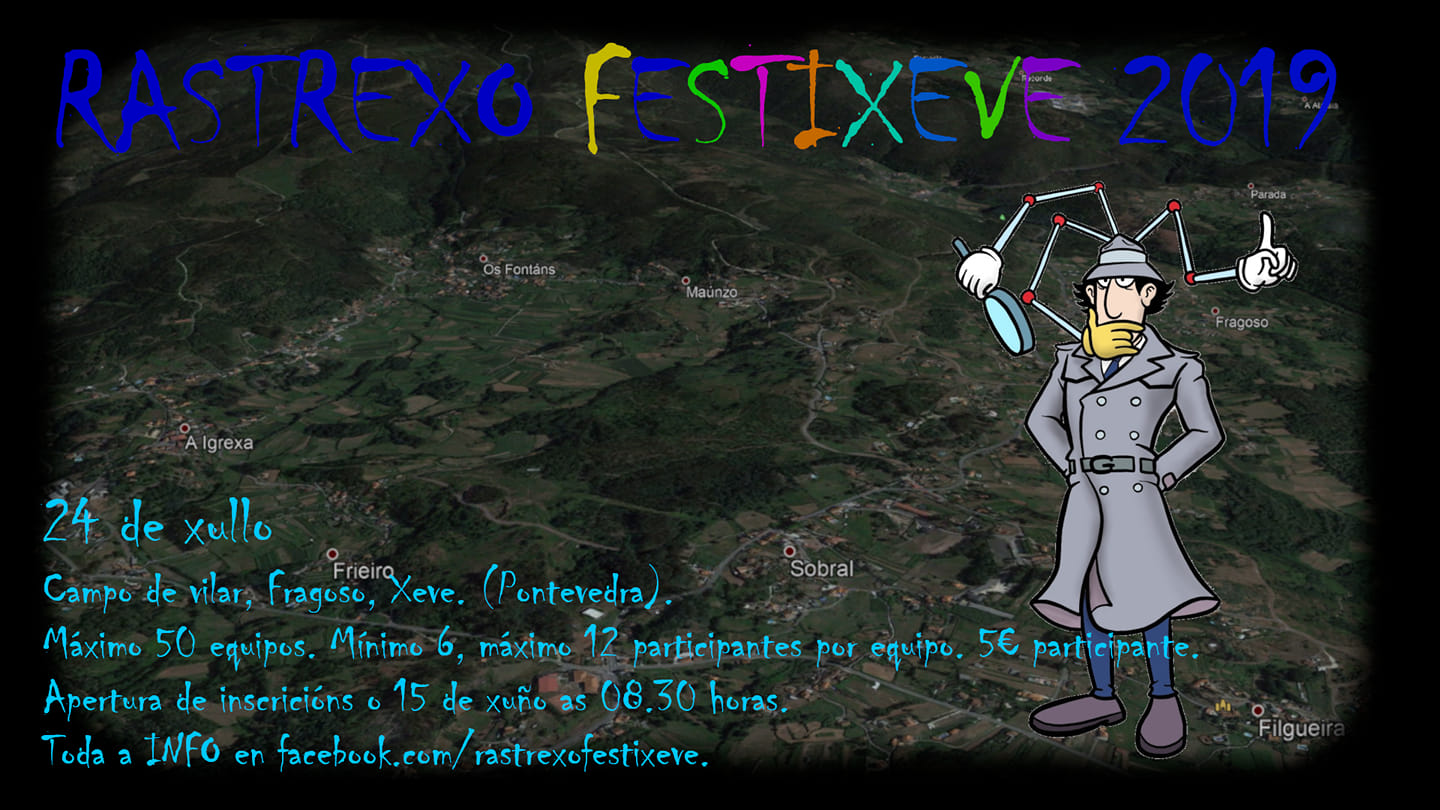 RASTREXO FESTIXEVE 2019
Récords
Parada
Os Fontáns
Maúnzo
Fragoso
A Igrexa
24 de xullo
Frieiro
Sobral
Campo de vilar, Fragoso, Xeve. (Pontevedra).
Máximo 50 equipos. Mínimo 6, máximo 12 participantes por equipo. 5€ participante.
Apertura de inscricións o 15 de xuño as 08.30 horas.
Filgueira
Toda a INFO en facebook.com/rastrexofestixeve.